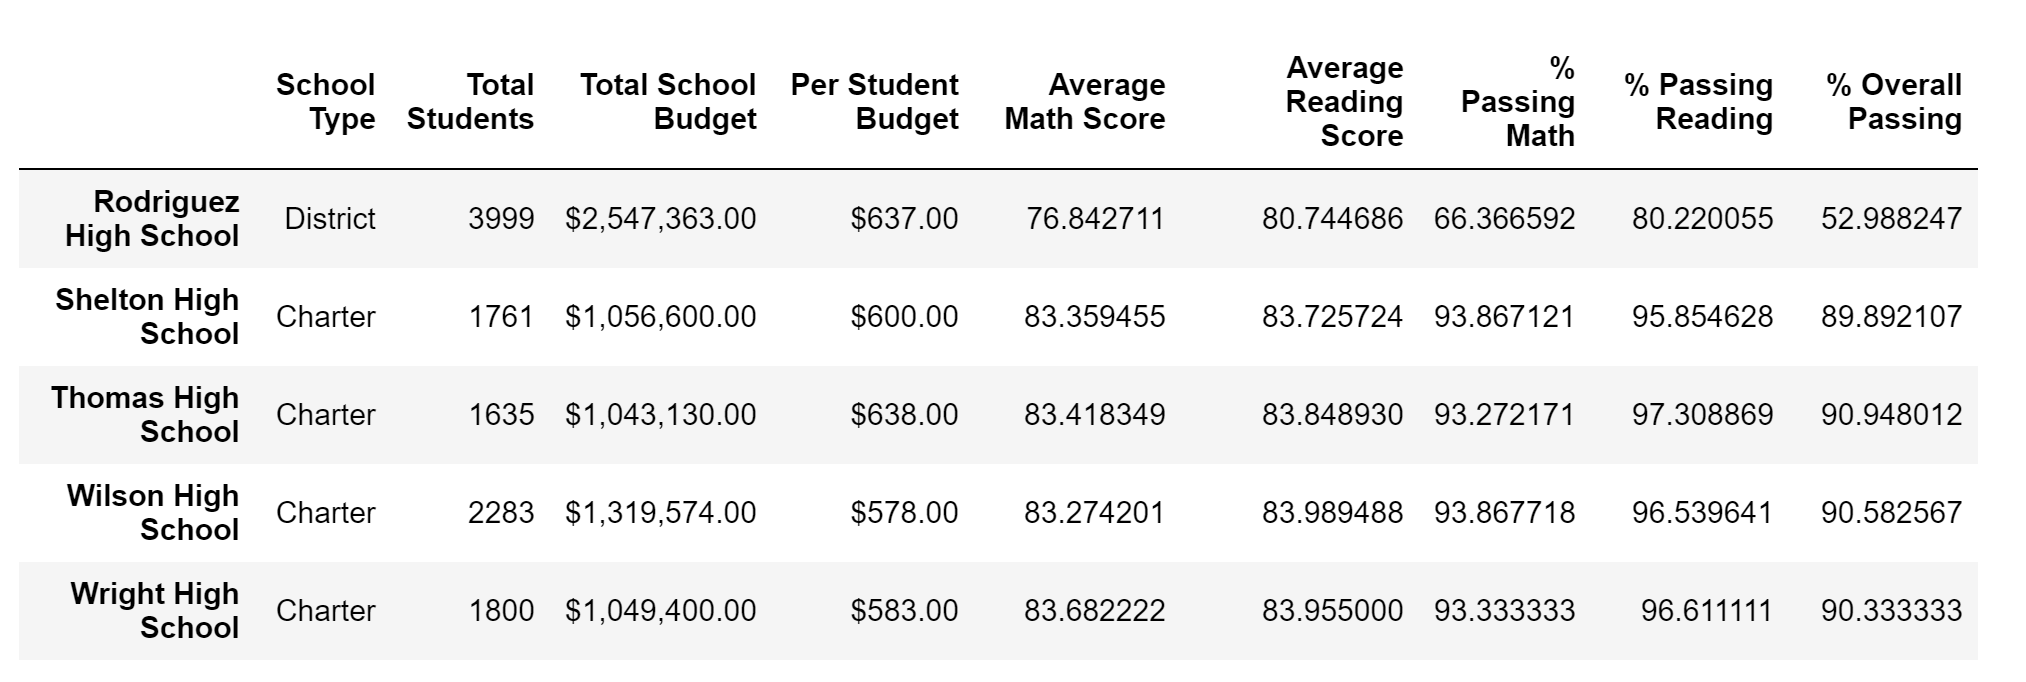 School Type Total Students Total School Budget Per Student Budget Average Math Score Average Reading Score % Passing Math % Passing Reading % Overall Passing
Rodriguez High School District 3999 $2,547,363.00 $637.00 76.842711 80.744686 66.366592 80.220055 52.988247
Shelton High School Charter 1761 $1,056,600.00 $600.00 83.359455 83.725724 93.867121 95.854628 89.892107
Thomas High School Charter 1635 $1,043,130.00 $638.00 83.418349 83.848930 93.272171 97.308869 90.948012
Wilson High School Charter 2283 $1,319,574.00 $578.00 83.274201 83.989488 93.867718 96.539641 90.582567
Wright High School Charter 1800 $1,049,400.00 $583.00 83.682222 83.955000 93.333333 96.611111 90.333333